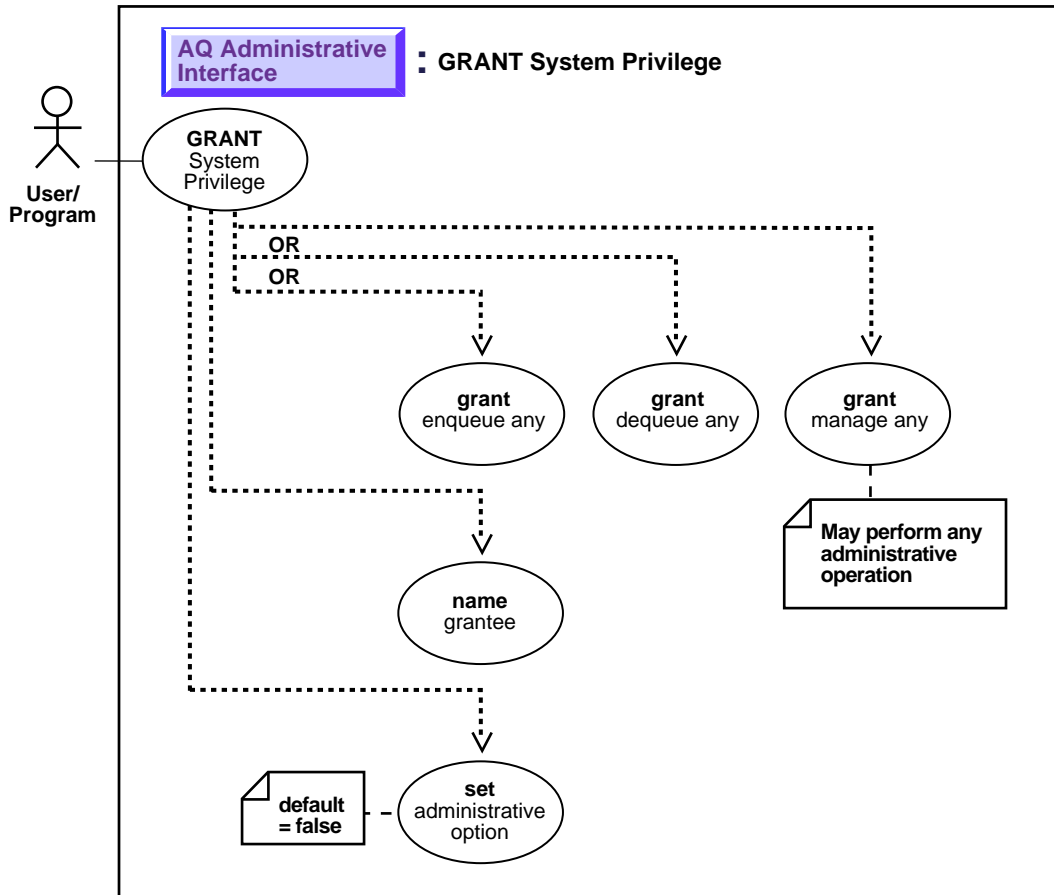 AQ Administrative
Interface
: GRANT System Privilege
User/
Program
GRANT
System
Privilege
OR
OR
grant
enqueue any
grant
dequeue any
grant
manage any
May perform any
administrative
operation
name
grantee
default
= false
set
administrative
option